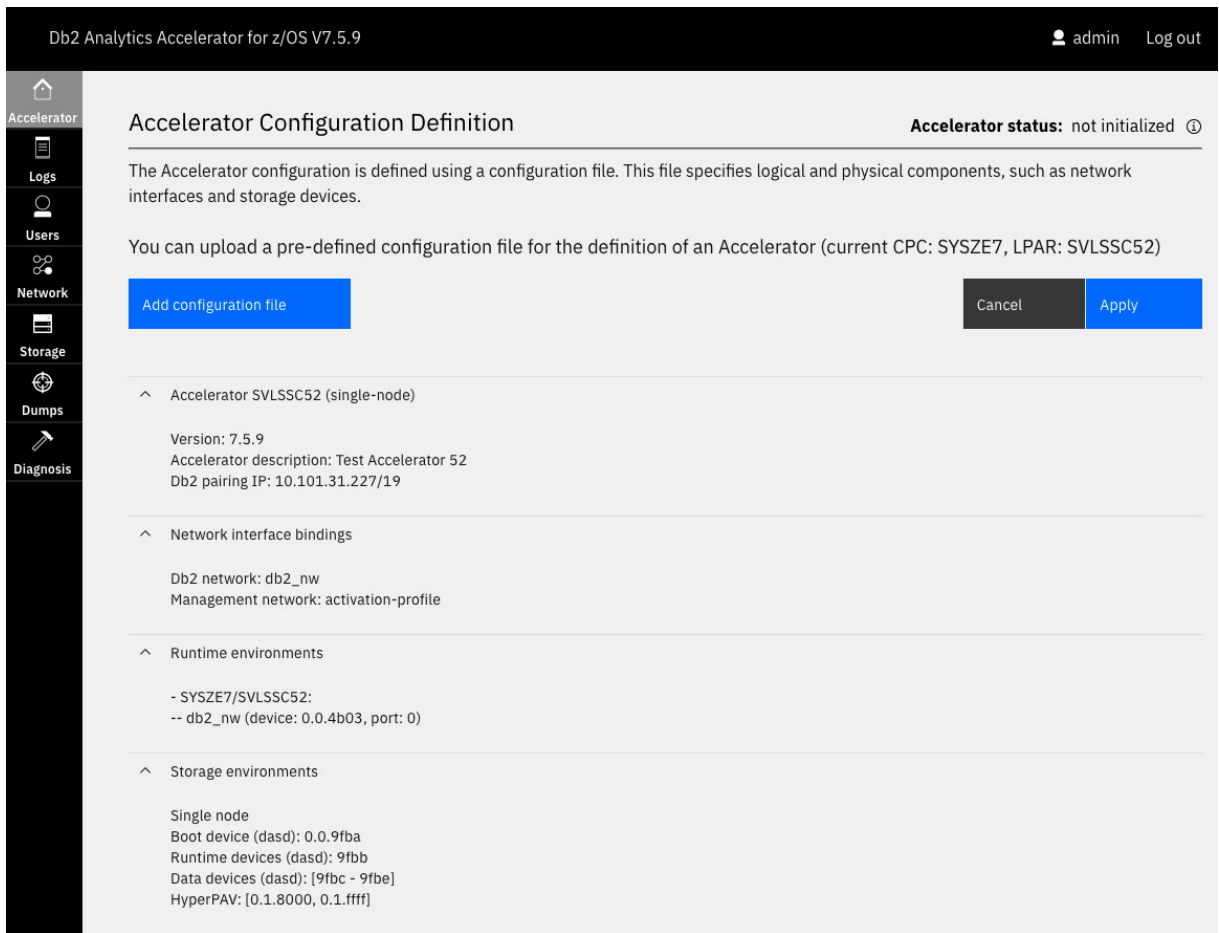 Db2 Analytics Accelerator for z/OS V7.5.9
admin
Log out
Accelerator
Logs
Users
Network
Storage
Dumps
Diagnosis
Accelerator Configuration Definition
Accelerator status: not initialized
The Accelerator configuration is defined using a configuration file. This file specifies logical and physical components, such as network
interfaces and storage devices.
You can upload a pre-defined configuration file for the definition of an Accelerator (current CPC: SYSZE7, LPAR: SVLSSC52)
Add configuration file
Cancel
Apply
Accelerator SVLSSC52 (single-node)
Version: 7.5.9
Accelerator description: Test Accelerator 52
Db2 pairing IP: 10.101.31.227/19
Network interface bindings
Db2 network: db2_nw
Management network: activation-profile
Runtime environments
- SYSZE7/SVLSSC52:
-- db2_nw (device: 0.0.4b03, port: 0)
Storage environments
Single node
Boot device (dasd): 0.0.9fba
Runtime devices (dasd): 9fbb
Data devices (dasd): [9fbc - 9fbe]
HyperPAV: [0.1.8000, 0.1.ffff]